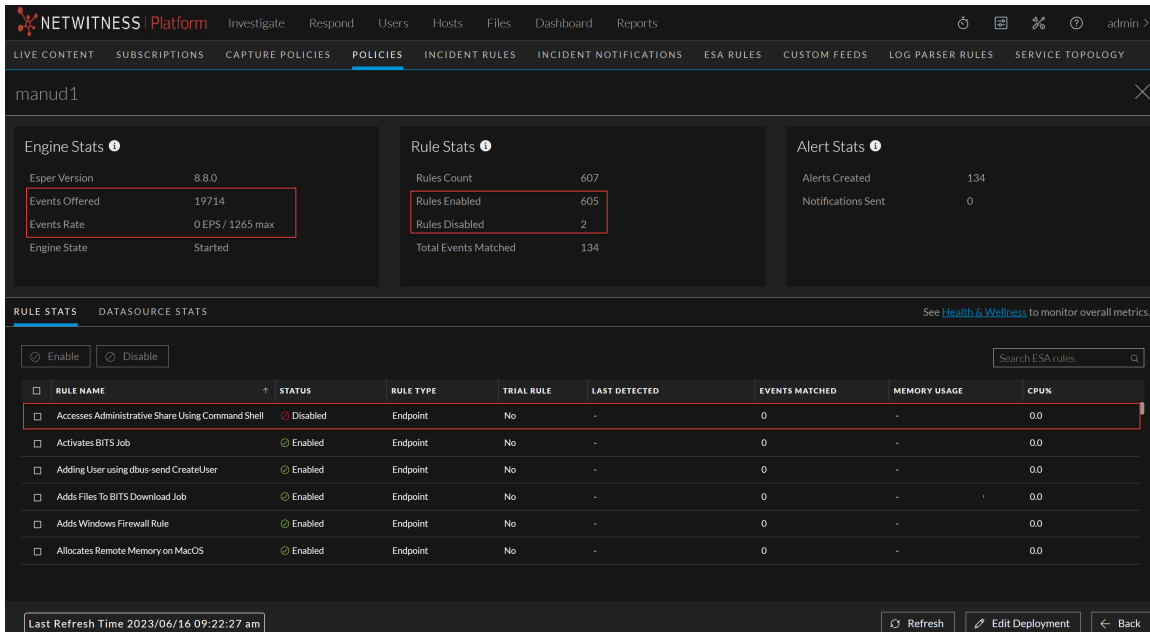 NETWITNESS | Platform Investigate Respond Users Hosts Files Dashboard Reports admin >
LIVE CONTENT SUBSCRIPTIONS CAPTURE POLICIES POLICIES INCIDENT RULES INCIDENT NOTIFICATIONS ESA RULES CUSTOM FEEDS LOG PARSER RULES SERVICE TOPOLOGY
manud1
Engine Stats Rule Stats Alert Stats
Esper Version 8.8.0 Rules Count 607 Alerts Created 134
Events Offered 19714 Rules Enabled 605 Notifications Sent 0
Events Rate 0 EPS / 1265 max Rules Disabled 2
Engine State Started Total Events Matched 134
RULE STATS DATASOURCE STATS See Health & Wellness to monitor overall metrics.
Enable Disable Search ESA rules
RULE NAME STATUS RULE TYPE TRIAL RULE LAST DETECTED EVENTS MATCHED MEMORY USAGE CPU%
Accesses Administrative Share Using Command Shell Disabled Endpoint No - 0 - 0.0
Activates BITS Job Enabled Endpoint No - 0 - 0.0
Adding User using dbus-send CreateUser Enabled Endpoint No - 0 - 0.0
Adds Files To BITS Download Job Enabled Endpoint No - 0 - 0.0
Adds Windows Firewall Rule Enabled Endpoint No - 0 - 0.0
Allocates Remote Memory on MacOS Enabled Endpoint No - 0 - 0.0
Last Refresh Time 2023/06/16 09:22:27 am Refresh Edit Deployment Back